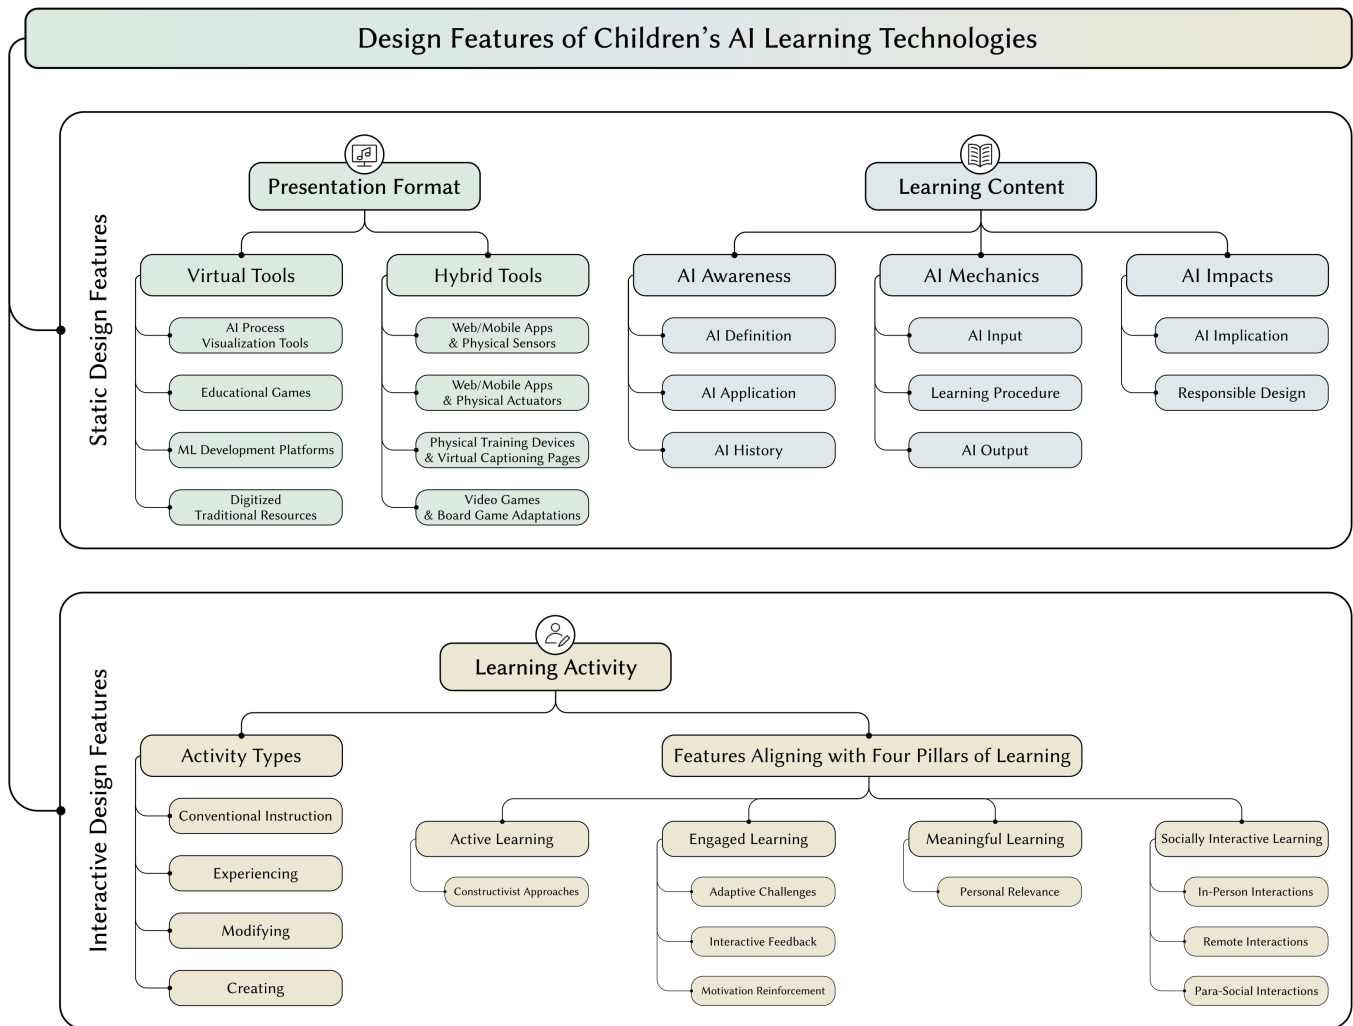 Design Features of Children’s AI Learning Technologies
Static Design Features
Presentation Format
Virtual Tools
AI Process
Visualization Tools
Educational Games
ML Development Platforms
Digitized
Traditional Resources
Hybrid Tools
Web/Mobile Apps
& Physical Sensors
Web/Mobile Apps
& Physical Actuators
Physical Training Devices
& Virtual Captioning Pages
Video Games
& Board Game Adaptations
Learning Content
AI Awareness
AI Definition
AI Application
AI History
AI Mechanics
AI Input
Learning Procedure
AI Output
AI Impacts
AI Implication
Responsible Design
Interactive Design Features
Learning Activity
Activity Types
Conventional Instruction
Experiencing
Modifying
Creating
Features Aligning with Four Pillars of Learning
Active Learning
Constructivist Approaches
Engaged Learning
Adaptive Challenges
Interactive Feedback
Motivation Reinforcement
Meaningful Learning
Personal Relevance
Socially Interactive Learning
In-Person Interactions
Remote Interactions
Para-Social Interactions